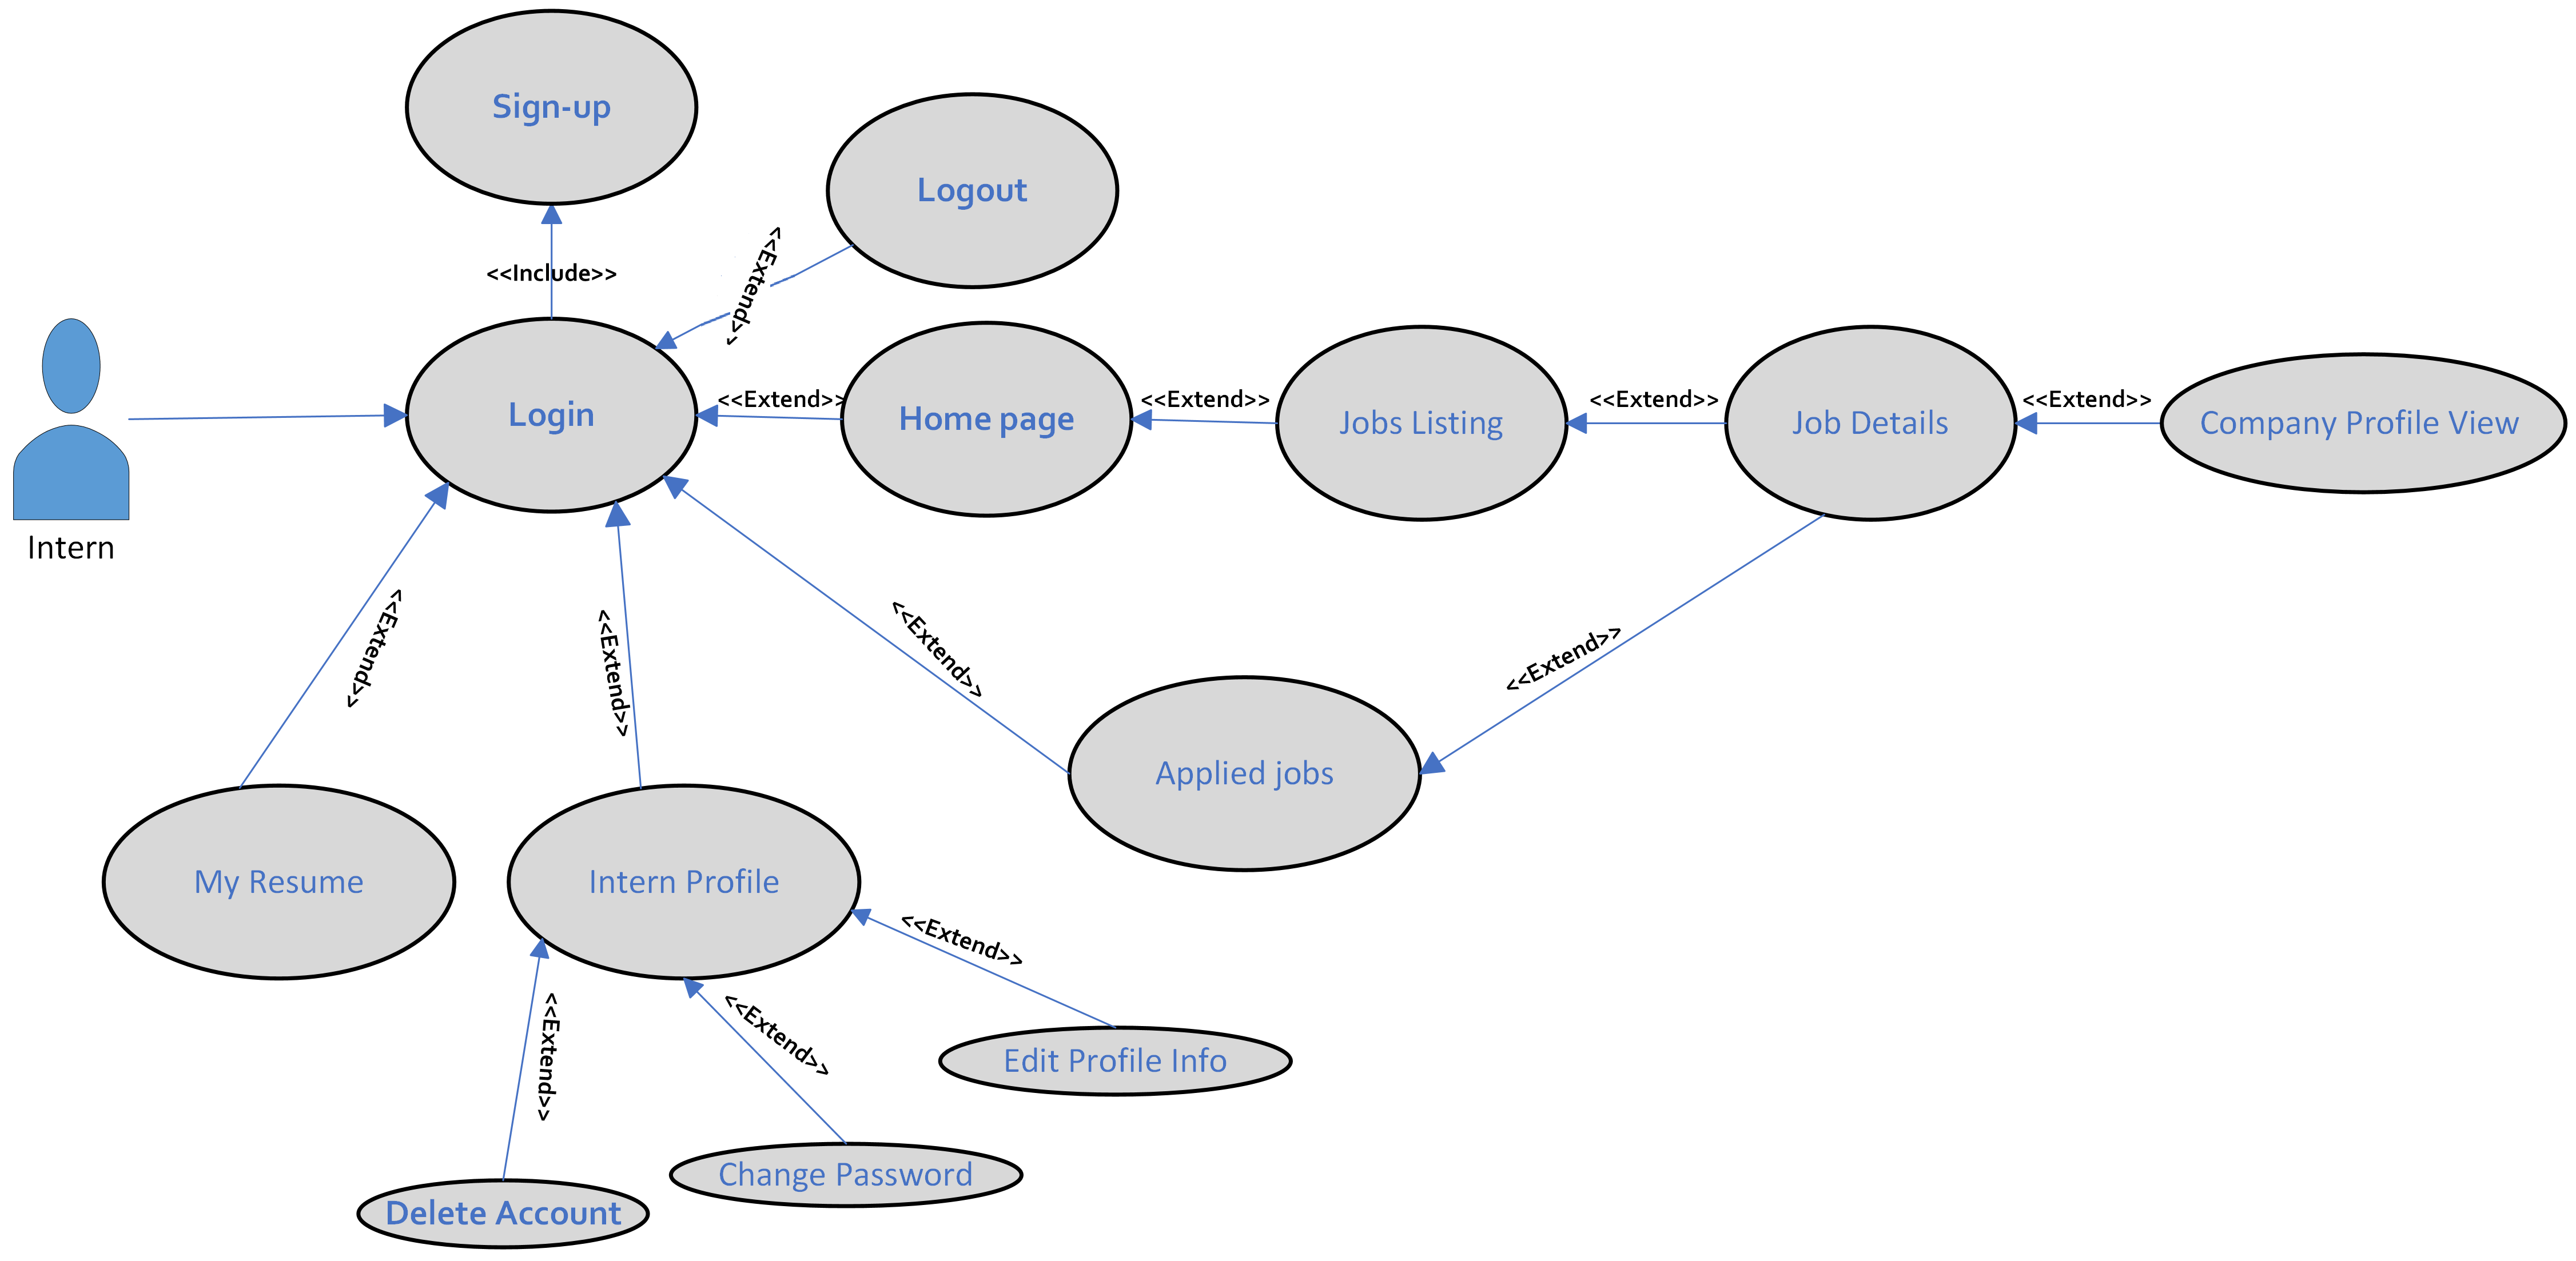 Sign-up
Logout
<<Include>>
<<Extend>>
Login
<<Extend>>
Home page
<<Extend>>
Jobs Listing
<<Extend>>
Job Details
<<Extend>>
Company Profile View
Intern
<<Extend>>
<<Extend>>
<<Extend>>
<<Extend>>
Applied jobs
My Resume
Intern Profile
<<Extend>>
<<Extend>>
<<Extend>>
Edit Profile Info
Change Password
Delete Account